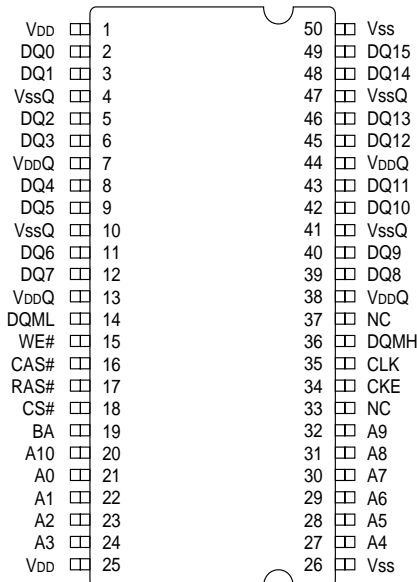 VDD 1 50 Vss
DQ0 2 49 DQ15
DQ1 3 48 DQ14
VssQ 4 47 VssQ
DQ2 5 46 DQ13
DQ3 6 45 DQ12
VDDQ 7 44 VDDQ
DQ4 8 43 DQ11
DQ5 9 42 DQ10
VssQ 10 41 VssQ
DQ6 11 40 DQ9
DQ7 12 39 DQ8
VDDQ 13 38 VDDQ
DQML 14 37 NC
WE# 15 36 DQMH
CAS# 16 35 CLK
RAS# 17 34 CKE
CS# 18 33 NC
BA 19 32 A9
A10 20 31 A8
A0 21 30 A7
A1 22 29 A6
A2 23 28 A5
A3 24 27 A4
VDD 25 26 Vss